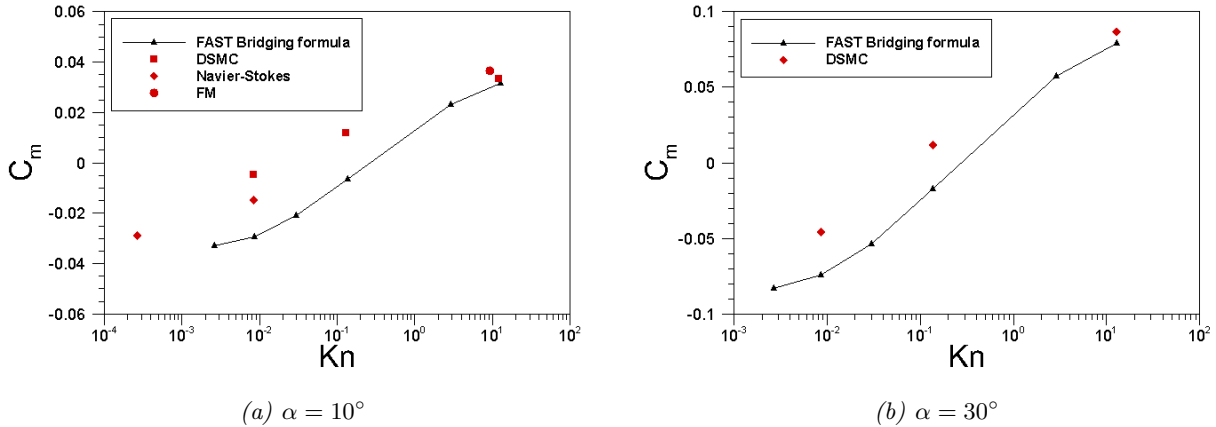 0.06
0.04
0.02
0
-0.02
-0.04
-0.06
C_m
FAST Bridging formula
DSMC
Navier-Stokes
FM
10^-4
10^-3
10^-2
10^-1
10^0
10^1
10^2
Kn
(a) α = 10°
0.1
0.05
0
-0.05
-0.1
C_m
FAST Bridging formula
DSMC
10^-3
10^-2
10^-1
10^0
10^1
10^2
Kn
(b) α = 30°